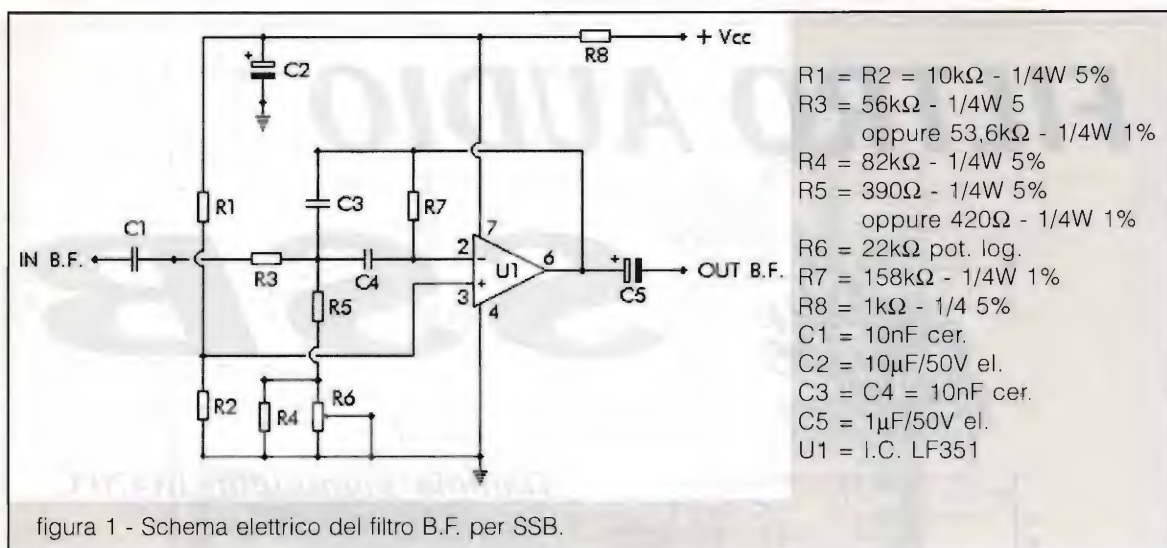 + Vcc
R8
C2
R1
C3
R7
C1
IN B.F.
R3
C4
2
7
6
U1
3
4
OUT B.F.
C5
R5
R2
R4
R6
R1 = R2 = 10kΩ - 1/4W 5%
R3 = 56kΩ - 1/4W 5
oppure 53,6kΩ - 1/4W 1%
R4 = 82kΩ - 1/4W 5%
R5 = 390Ω - 1/4W 5%
oppure 420Ω - 1/4W 1%
R6 = 22kΩ pot. log.
R7 = 158kΩ - 1/4W 1%
R8 = 1kΩ - 1/4 5%
C1 = 10nF cer.
C2 = 10µF/50V el.
C3 = C4 = 10nF cer.
C5 = 1µF/50V el.
U1 = I.C. LF351
figura 1 - Schema elettrico del filtro B.F. per SSB.